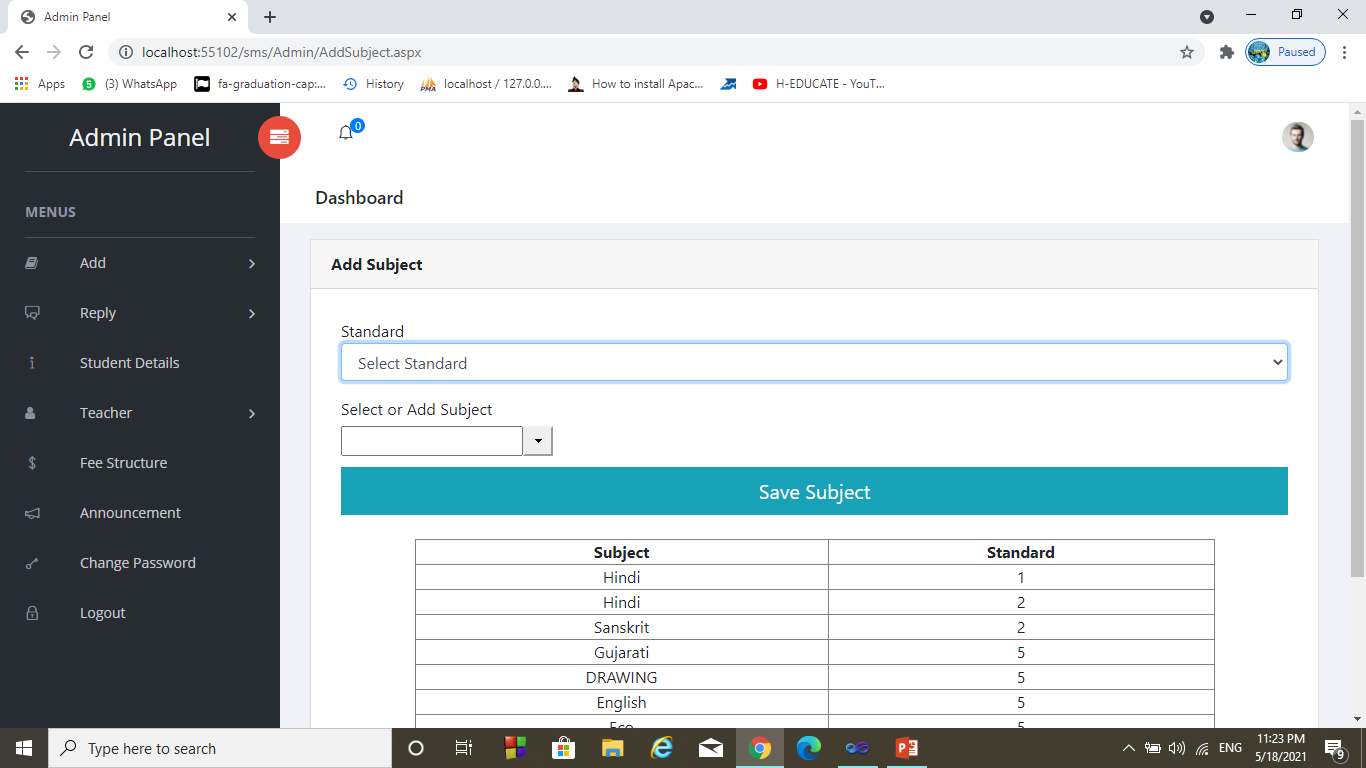 Admin Panel
localhost:55102/sms/Admin/AddSubject.aspx
Paused
Apps
5
(3) WhatsApp
fa-graduation-cap:...
History
PMA
localhost / 127.0.0....
How to install Apac...
H-EDUCATE - YouT...
Admin Panel
0
Dashboard
MENUS
Add
Reply
Student Details
Teacher
Fee Structure
Announcement
Change Password
Logout
Add Subject
Standard
Select Standard
Select or Add Subject
Save Subject
Subject Standard
Hindi 1
Hindi 2
Sanskrit 2
Gujarati 5
DRAWING 5
English 5
Eco 5
Type here to search
ENG
11:23 PM
5/18/2021
9